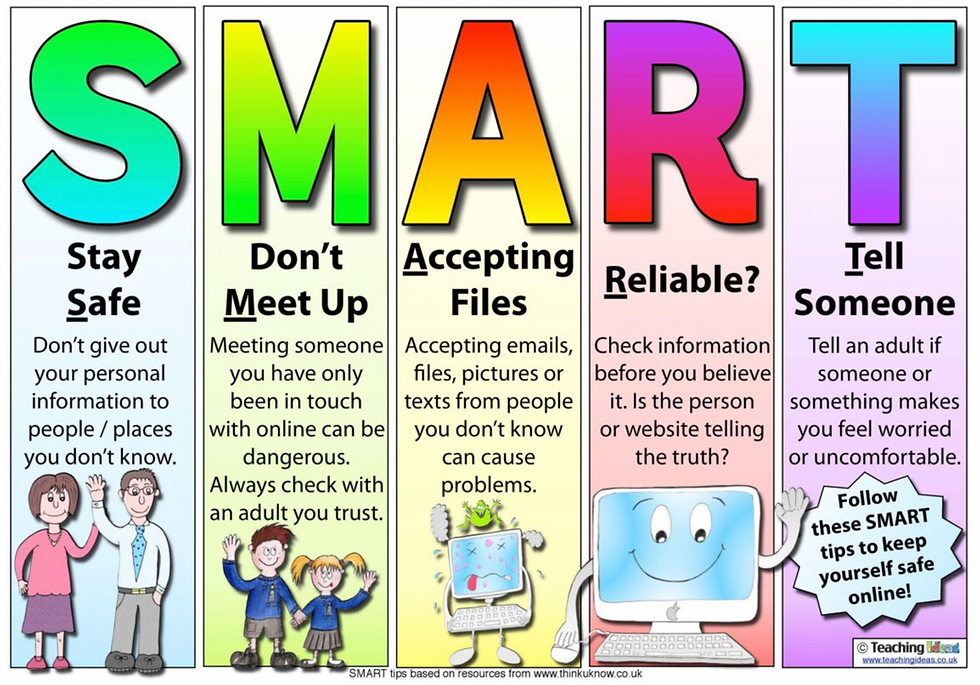 S
Stay
Safe
Don't give out
your personal
information to
people / places
you don't know.
M
Don't
Meet Up
Meeting someone
you have only
been in touch
with online can be
dangerous.
Always check with
an adult you trust.
A
Accepting
Files
Accepting emails,
files, pictures or
texts from people
you don't know
can cause
problems.
R
Reliable?
Check information
before you believe
it. Is the person
or website telling
the truth?
T
Tell
Someone
Tell an adult if
someone or
something makes
you feel worried
or uncomfortable.
Follow
these SMART
tips to keep
yourself safe
online!
© Teaching Ideas
www.teachingideas.co.uk
SMART tips based on resources from www.thinkuknow.co.uk